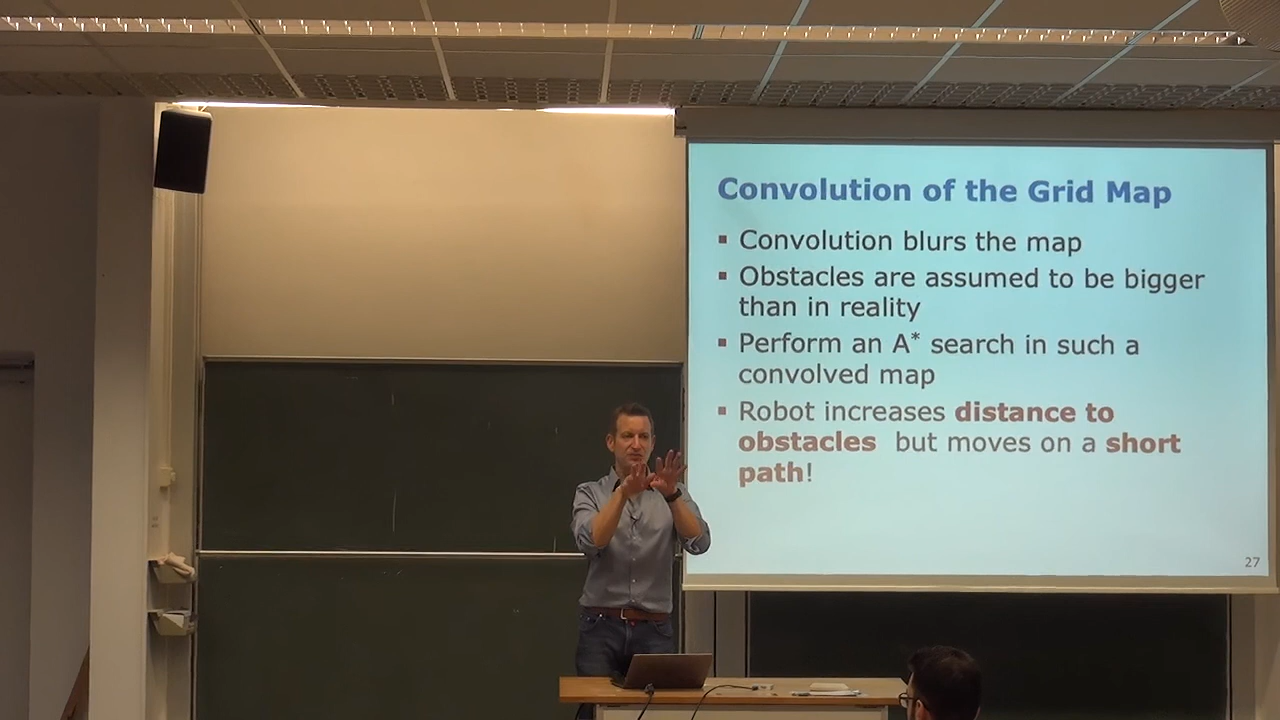 Convolution of the Grid Map
▪ Convolution blurs the map
▪ Obstacles are assumed to be bigger
than in reality
▪ Perform an A* search in such a
convolved map
▪ Robot increases distance to
obstacles but moves on a short
path!
27